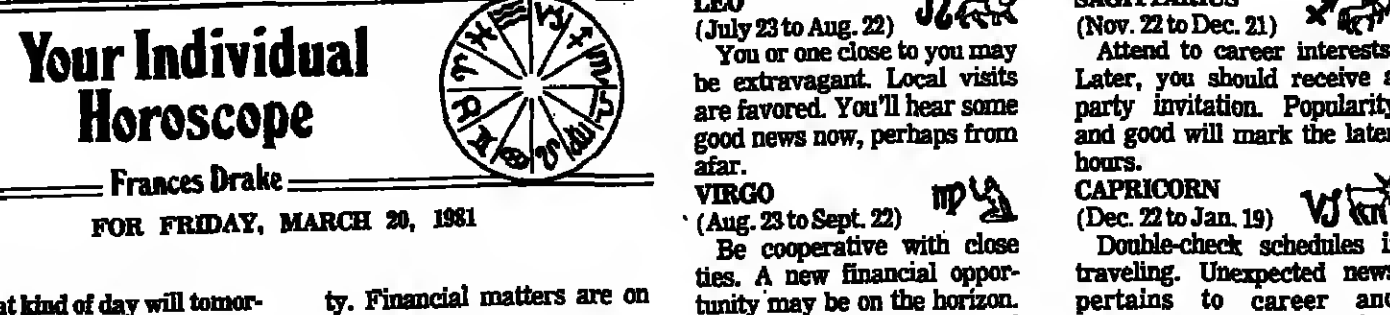 Your Individual
Horoscope
Frances Drake
FOR FRIDAY, MARCH 20, 1981
kind of day will tomor-
ty. Financial matters are on
LEO
(July 23 to Aug. 22)
You or one close to you may
be extravagant. Local visits
are favored. You'll hear some
good news now, perhaps from
afar.
VIRGO
(Aug. 23 to Sept. 22)
Be cooperative with close
ties. A new financial oppor-
tunity may be on the horizon.
SAGITTARIUS
(Nov. 22 to Dec. 21)
Attend to career interests.
Later, you should receive a
party invitation. Popularity
and good will mark the later
hours.
CAPRICORN
(Dec. 22 to Jan. 19)
Double-check schedules
traveling. Unexpected news
pertains to career and